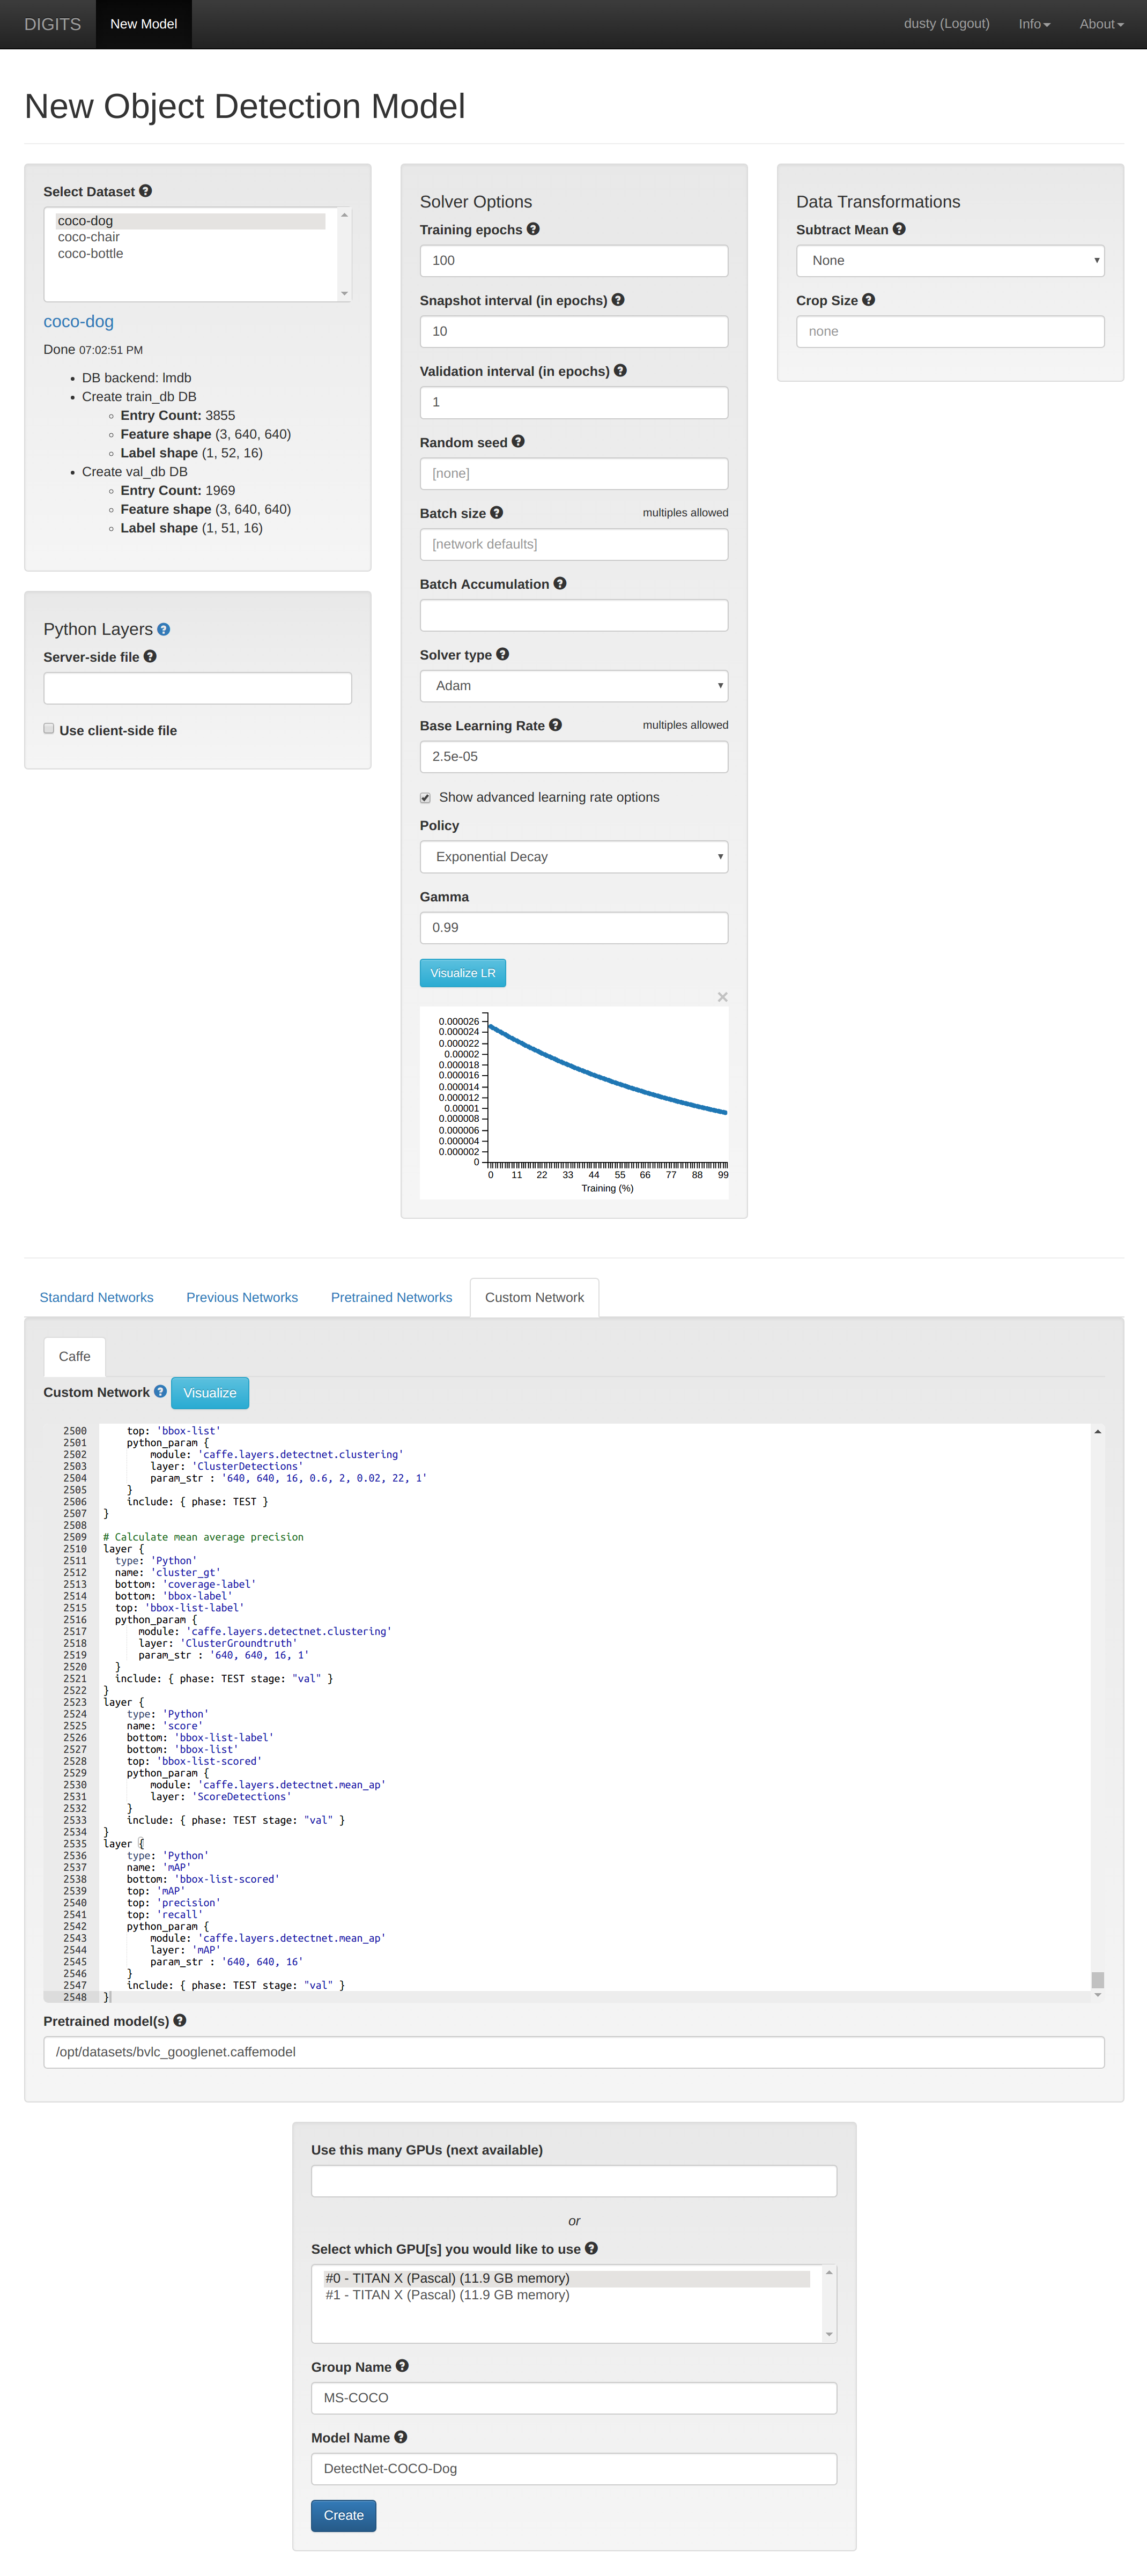 DIGITS New Model dusty (Logout) Info About
New Object Detection Model
Select Dataset
coco-dog
coco-chair
coco-bottle
coco-dog
Done 07:02:51 PM
DB backend: lmdb
Create train_db DB
Entry Count: 3855
Feature shape (3, 640, 640)
Label shape (1, 52, 16)
Create val_db DB
Entry Count: 1969
Feature shape (3, 640, 640)
Label shape (1, 51, 16)
Python Layers
Server-side file
Use client-side file
Solver Options
Training epochs
100
Snapshot interval (in epochs)
10
Validation interval (in epochs)
1
Random seed
[none]
Batch size multiples allowed
[network defaults]
Batch Accumulation
Solver type
Adam
Base Learning Rate multiples allowed
2.5e-05
Show advanced learning rate options
Policy
Exponential Decay
Gamma
0.99
Visualize LR
0.000026
0.000024
0.000022
0.00002
0.000018
0.000016
0.000014
0.000012
0.00001
0.000008
0.000006
0.000004
0.000002
0
0 11 22 33 44 55 66 77 88 99
Training (%)
Data Transformations
Subtract Mean
None
Crop Size
none
Standard Networks Previous Networks Pretrained Networks Custom Network
Caffe
Custom Network Visualize
2500 top: 'bbox-list'
2501 python_param {
2502 module: 'caffe.layers.detectnet.clustering'
2503 layer: 'ClusterDetections'
2504 param_str : '640, 640, 16, 0.6, 2, 0.02, 22, 1'
2505 }
2506 include: { phase: TEST }
2507 }
2508
2509 # Calculate mean average precision
2510 layer {
2511 type: 'Python'
2512 name: 'cluster_gt'
2513 bottom: 'coverage-label'
2514 bottom: 'bbox-label'
2515 top: 'bbox-list-label'
2516 python_param {
2517 module: 'caffe.layers.detectnet.clustering'
2518 layer: 'ClusterGroundtruth'
2519 param_str : '640, 640, 16, 1'
2520 }
2521 include: { phase: TEST stage: "val" }
2522 }
2523 layer {
2524 type: 'Python'
2525 name: 'score'
2526 bottom: 'bbox-list-label'
2527 bottom: 'bbox-list'
2528 top: 'bbox-list-scored'
2529 python_param {
2530 module: 'caffe.layers.detectnet.mean_ap'
2531 layer: 'ScoreDetections'
2532 }
2533 include: { phase: TEST stage: "val" }
2534 }
2535 layer {
2536 type: 'Python'
2537 name: 'mAP'
2538 bottom: 'bbox-list-scored'
2539 top: 'mAP'
2540 top: 'precision'
2541 top: 'recall'
2542 python_param {
2543 module: 'caffe.layers.detectnet.mean_ap'
2544 layer: 'mAP'
2545 param_str : '640, 640, 16'
2546 }
2547 include: { phase: TEST stage: "val" }
2548 }
Pretrained model(s)
/opt/datasets/bvlc_googlenet.caffemodel
Use this many GPUs (next available)
or
Select which GPU[s] you would like to use
#0 - TITAN X (Pascal) (11.9 GB memory)
#1 - TITAN X (Pascal) (11.9 GB memory)
Group Name
MS-COCO
Model Name
DetectNet-COCO-Dog
Create